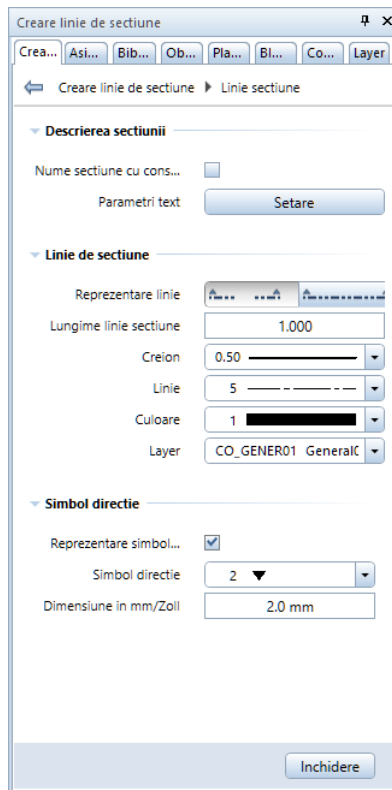 Creare linie de sectiune
Crea... Asi... Bib... Ob... Pla... Bl... Co... Layer
Creare linie de sectiune Linie sectiune
Descrierea sectiunii
Nume sectiune cu cons...
Parametri text Setare
Linie de sectiune
Reprezentare linie
Lungime linie sectiune 1.000
Creion 0.50
Linie 5
Culoare 1
Layer CO_GENER01 General
Simbol directie
Reprezentare simbol...
Simbol directie 2
Dimensiune in mm/Zoll 2.0 mm
Inchidere